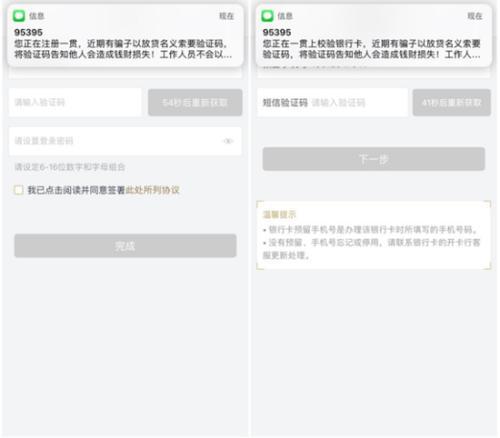 信息
现在
95395
您正在注册一贯，近期有骗子以放贷名义索要验证码，
将验证码告知他人会造成钱财损失！工作人员不会以...
请输入验证码
54秒后重新获取
请设置登录密码
请设定6-16位数字和字母组合
我已点击阅读并同意签署此处所列协议
完成
信息
现在
95395
您正在一贯上校验银行卡，近期有骗子以放贷名义索要验证码，
将验证码告知他人会造成钱财损失！工作人员不会以...
短信验证码 请输入验证码
41秒后重新获取
下一步
温馨提示
• 银行卡预留手机号是办理该银行卡时所填写的手机号码。
• 没有预留、手机号忘记或停用，请联系银行卡的开卡行客
服更新处理。